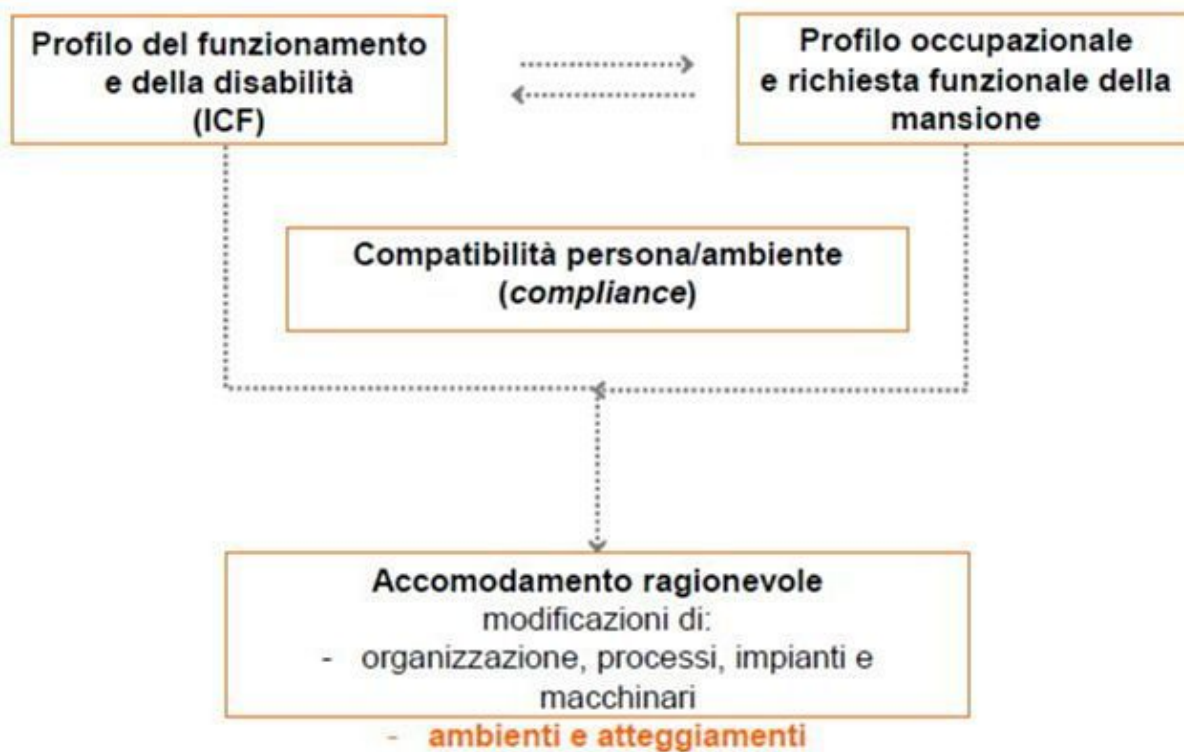 Profilo del funzionamento
e della disabilità
(ICF)
Profilo occupazionale
e richiesta funzionale della
mansione
Compatibilità persona/ambiente
(compliance)
Accomodamento ragionevole
modificazioni di:
- organizzazione, processi, impianti e
macchinari
- ambienti e atteggiamenti